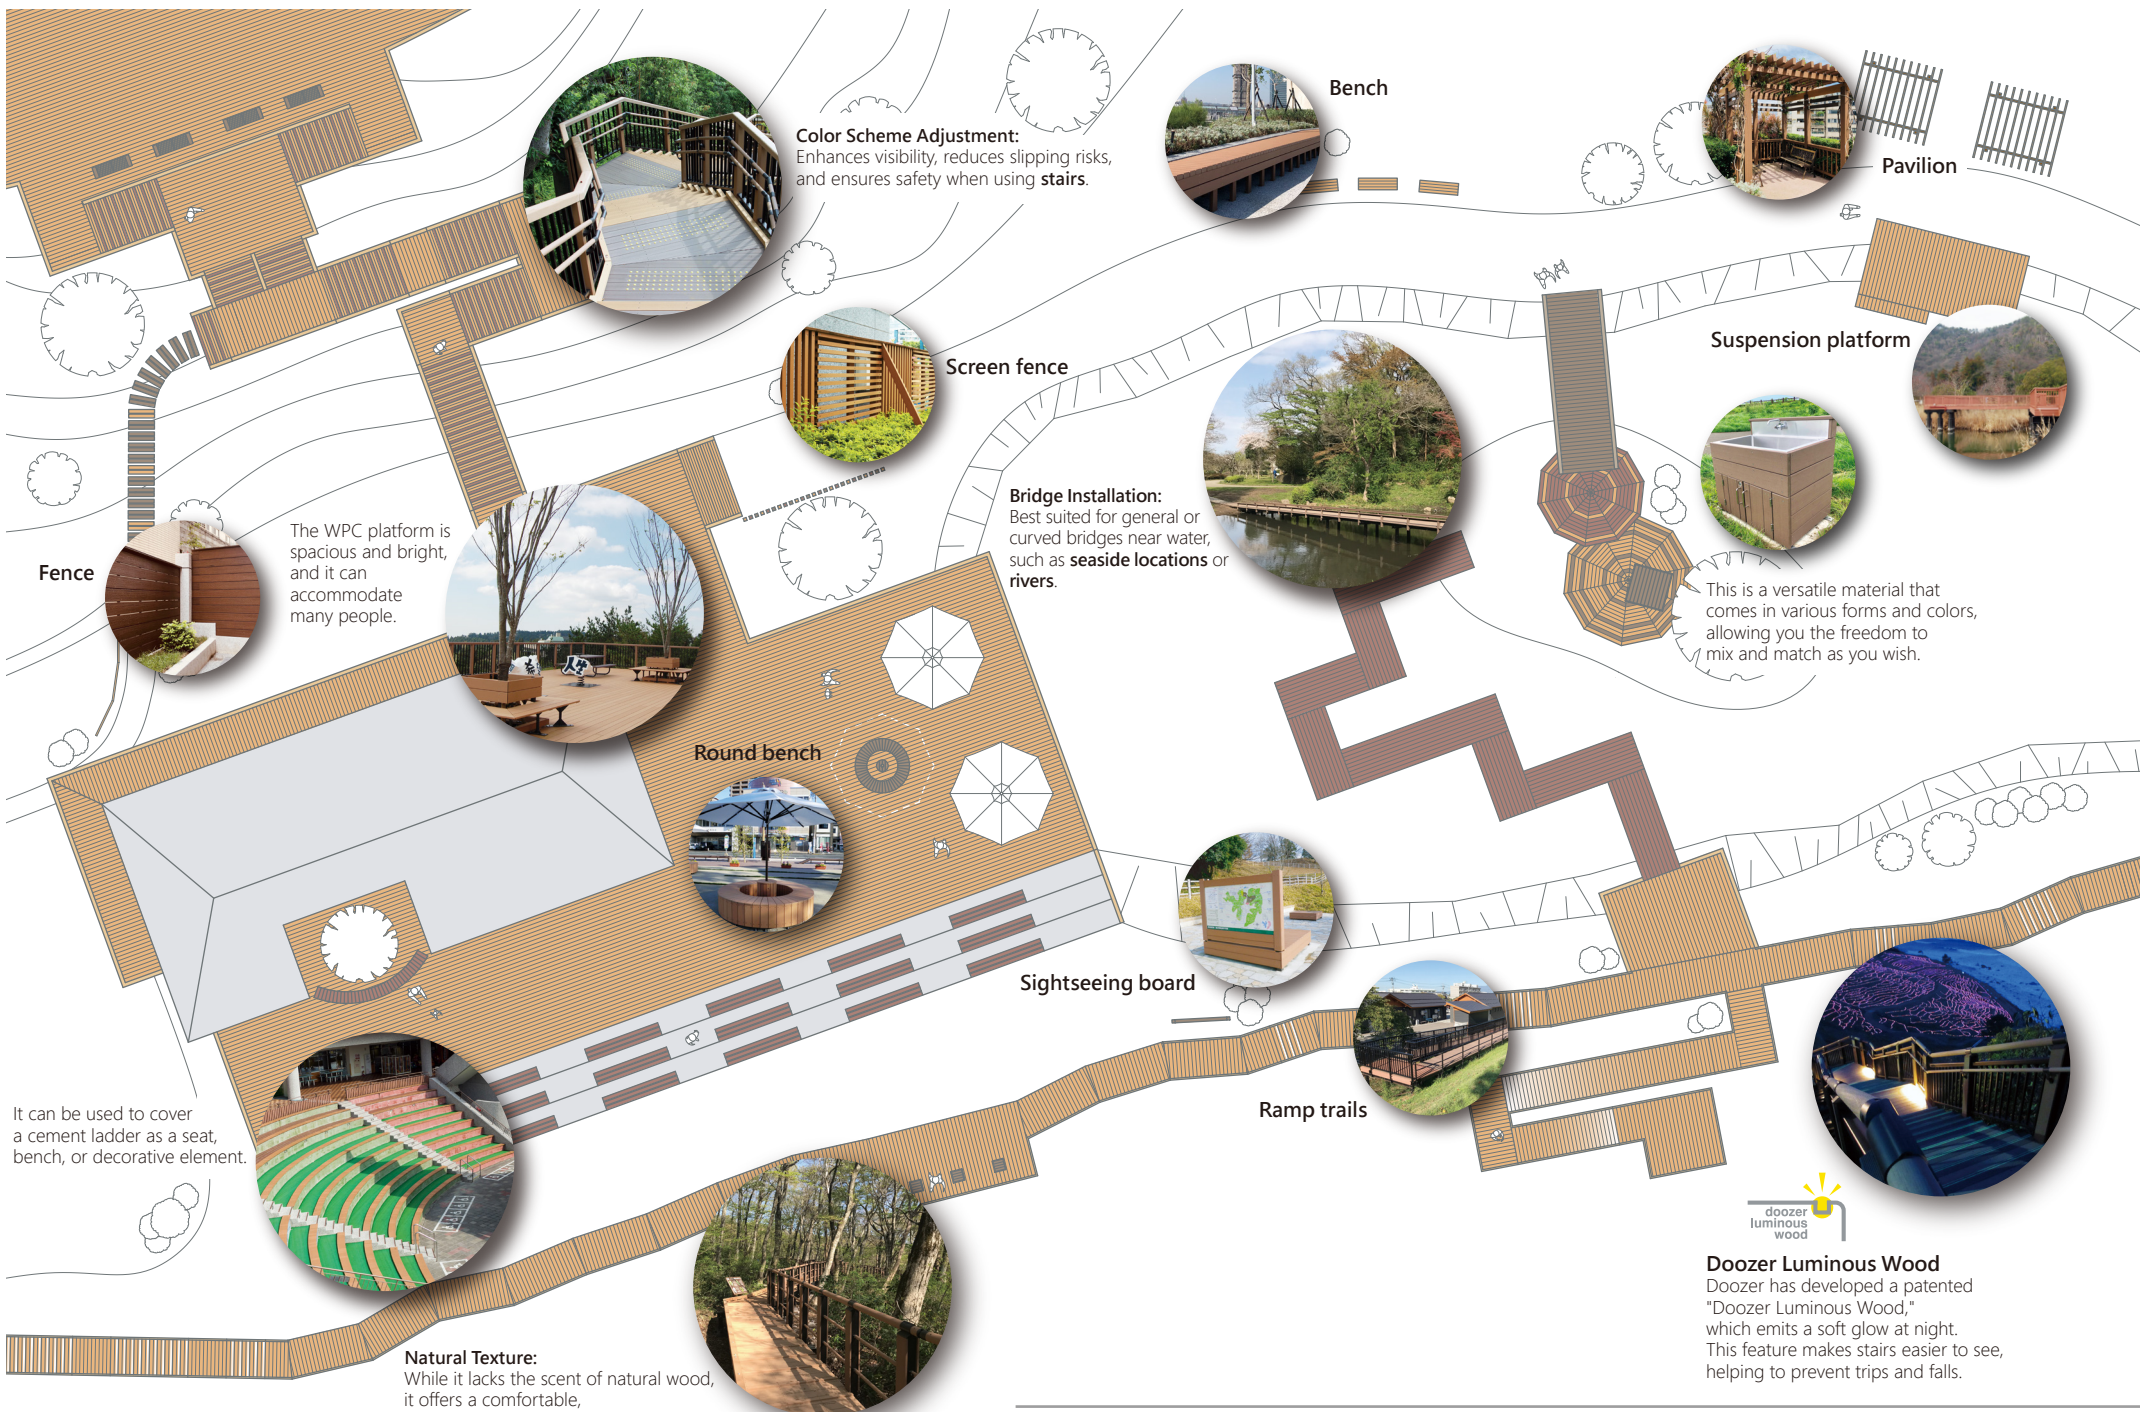 Color Scheme Adjustment:
Enhances visibility, reduces slipping risks,
and ensures safety when using stairs.
Bench
Pavilion
Screen fence
Suspension platform
Bridge Installation:
Best suited for general or
curved bridges near water,
such as seaside locations or
rivers.
The WPC platform is
spacious and bright,
and it can
accommodate
many people.
Fence
人生
This is a versatile material that
comes in various forms and colors,
allowing you the freedom to
mix and match as you wish.
Round bench
Sightseeing board
Ramp trails
It can be used to cover
a cement ladder as a seat,
bench, or decorative element.
doozer
luminous
wood
Doozer Luminous Wood
Doozer has developed a patented
"Doozer Luminous Wood,"
which emits a soft glow at night.
This feature makes stairs easier to see,
helping to prevent trips and falls.
Natural Texture:
While it lacks the scent of natural wood,
it offers a comfortable,